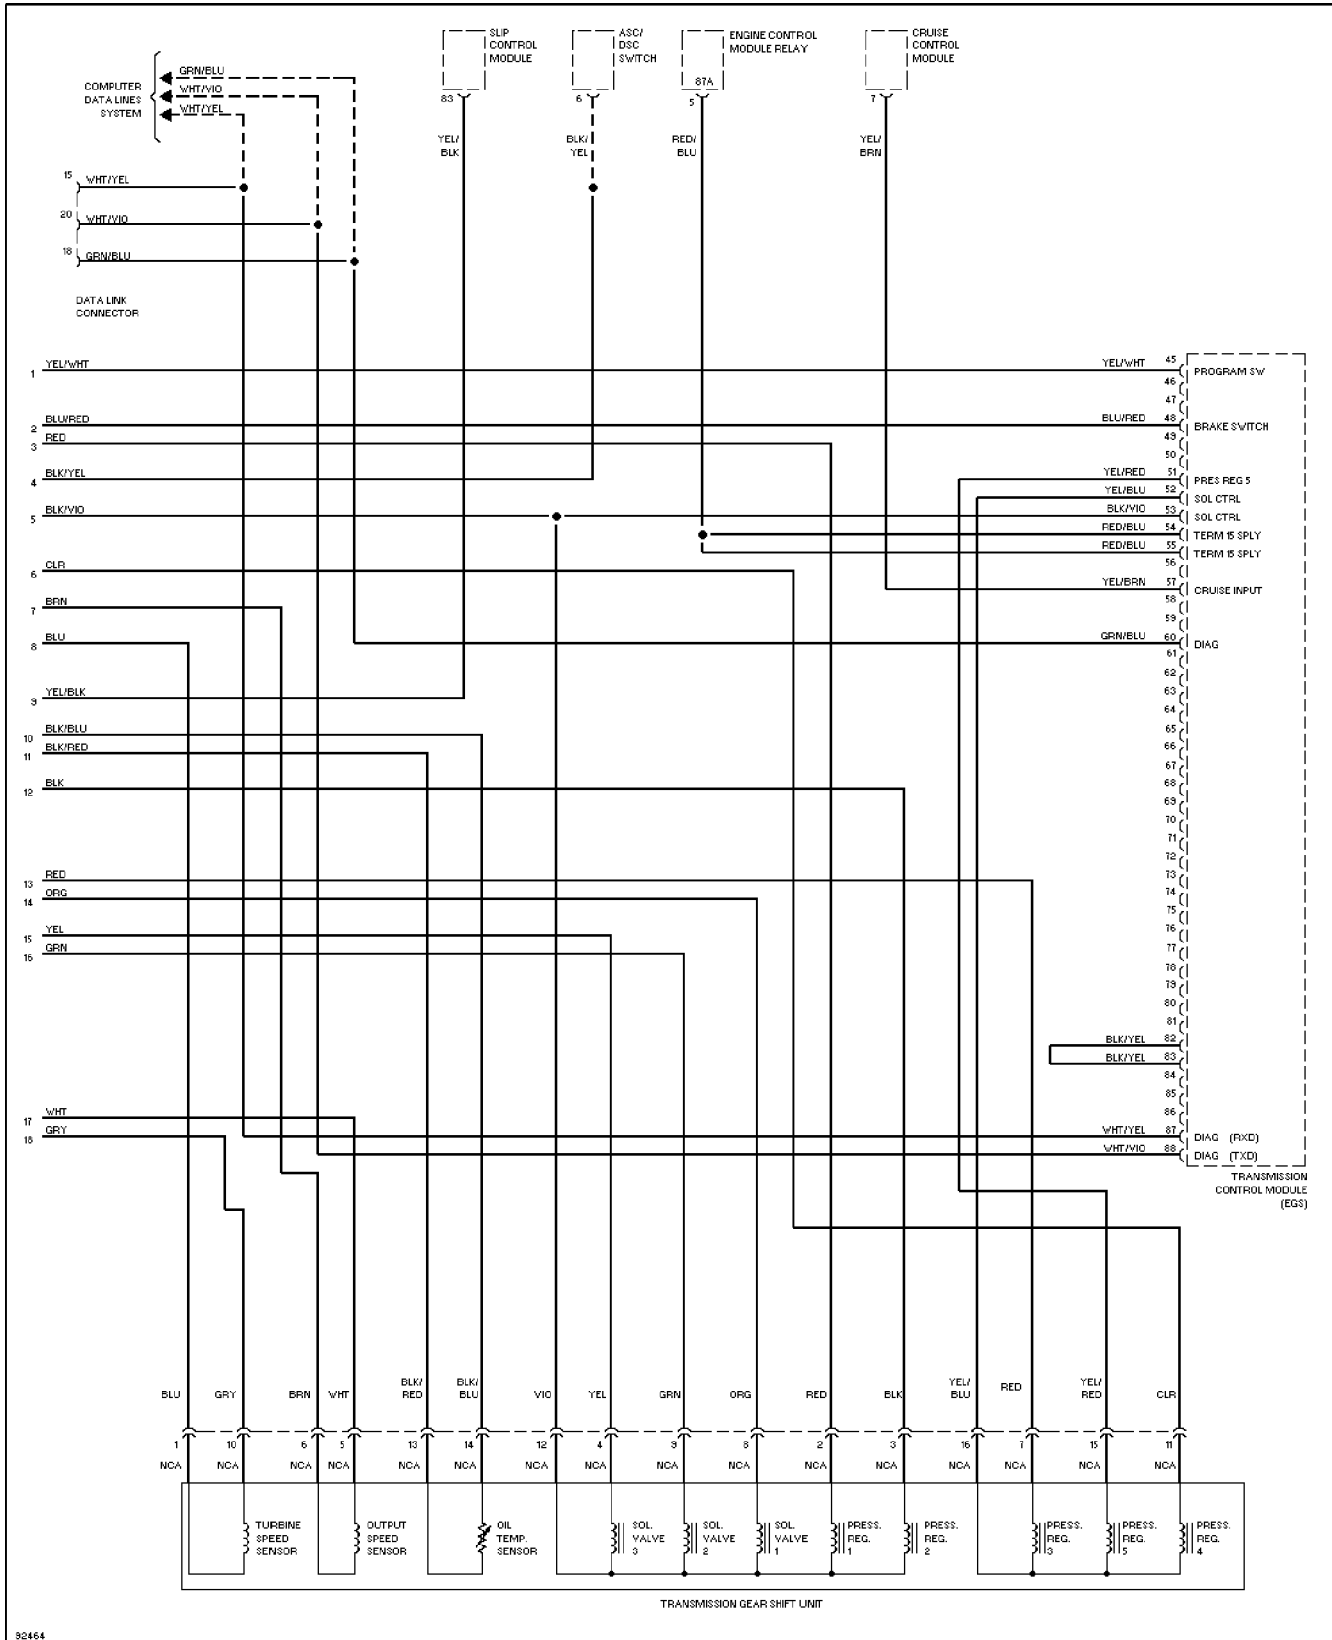 SLIP
CONTROL
MODULE
ASC/
DSC
SWITCH
ENGINE CONTROL
MODULE RELAY
CRUISE
CONTROL
MODULE
87A
83
6
5
7
COMPUTER
DATA LINES
SYSTEM
GRN/BLU
WHT/VIO
WHT/YEL
YEL/
BLK
BLK/
YEL
RED/
BLU
YEL/
BRN
15 WHT/YEL
20 WHT/VIO
18 GRN/BLU
DATA LINK
CONNECTOR
1 YEL/WHT
2 BLU/RED
3 RED
4 BLK/YEL
5 BLK/VIO
6 CLR
7 BRN
8 BLU
9 YEL/BLK
10 BLK/BLU
11 BLK/RED
12 BLK
13 RED
14 ORG
15 YEL
16 GRN
17 WHT
18 GRY
YEL/WHT 45 PROGRAM SW
46
47
BLU/RED 48 BRAKE SWITCH
49
50
YEL/RED 51 PRES REG 5
YEL/BLU 52 SOL CTRL
BLK/VIO 53 SOL CTRL
RED/BLU 54 TERM 15 SPLY
RED/BLU 55 TERM 15 SPLY
56
YEL/BRN 57 CRUISE INPUT
58
59
GRN/BLU 60 DIAG
61
62
63
64
65
66
67
68
69
70
71
72
73
74
75
76
77
78
79
80
81
BLK/YEL 82
BLK/YEL 83
84
85
86
WHT/YEL 87 DIAG (RXD)
WHT/VIO 88 DIAG (TXD)
TRANSMISSION
CONTROL MODULE
(EGS)
BLU GRY BRN WHT BLK/RED BLK/BLU VIO YEL GRN ORG RED BLK YEL/BLU RED YEL/RED CLR
1 10 6 5 13 14 12 4 9 8 2 3 16 7 15 11
NCA NCA NCA NCA NCA NCA NCA NCA NCA NCA NCA NCA NCA NCA NCA NCA
TURBINE
SPEED
SENSOR
OUTPUT
SPEED
SENSOR
OIL
TEMP.
SENSOR
SOL.
VALVE
3
SOL.
VALVE
2
SOL.
VALVE
1
PRESS.
REG.
1
PRESS.
REG.
2
PRESS.
REG.
3
PRESS.
REG.
5
PRESS.
REG.
4
TRANSMISSION GEAR SHIFT UNIT
92464